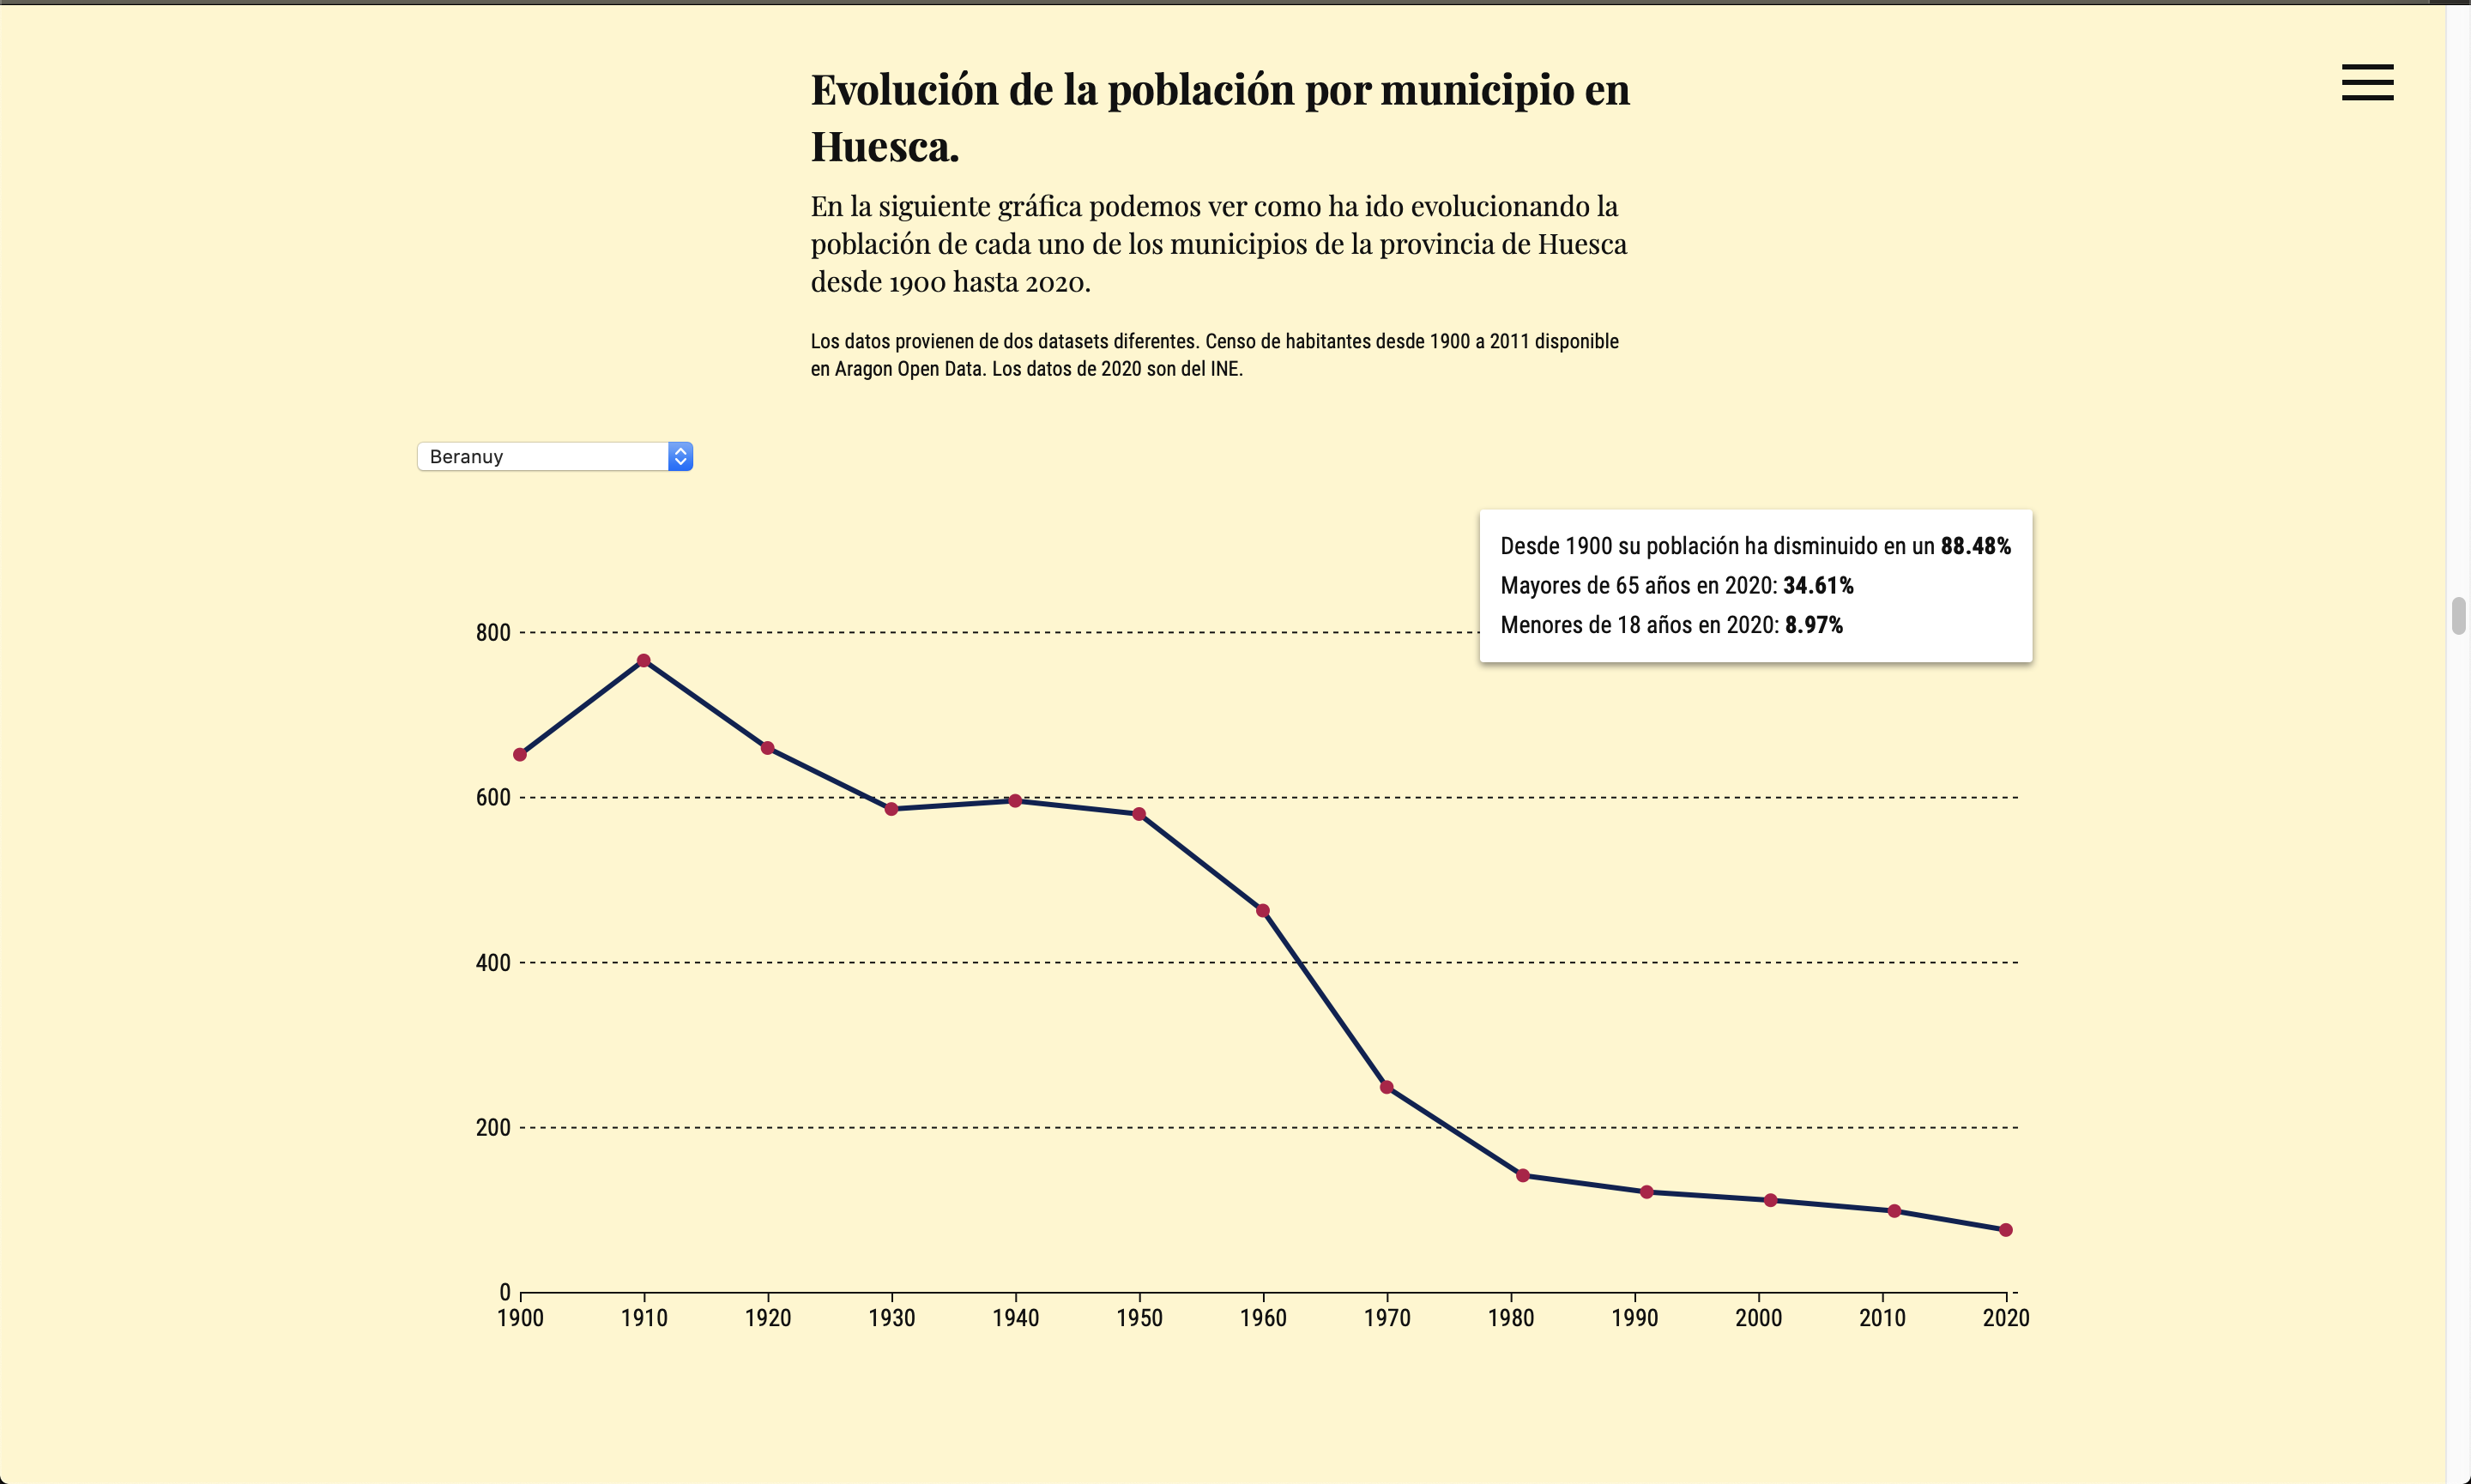 Evolución de la población por municipio en
Huesca.
En la siguiente gráfica podemos ver como ha ido evolucionando la
población de cada uno de los municipios de la provincia de Huesca
desde 1900 hasta 2020.
Los datos provienen de dos datasets diferentes. Censo de habitantes desde 1900 a 2011 disponible
en Aragon Open Data. Los datos de 2020 son del INE.
Beranuy
Desde 1900 su población ha disminuido en un 88.48%
Mayores de 65 años en 2020: 34.61%
Menores de 18 años en 2020: 8.97%
800
600
400
200
0
1900 1910 1920 1930 1940 1950 1960 1970 1980 1990 2000 2010 2020